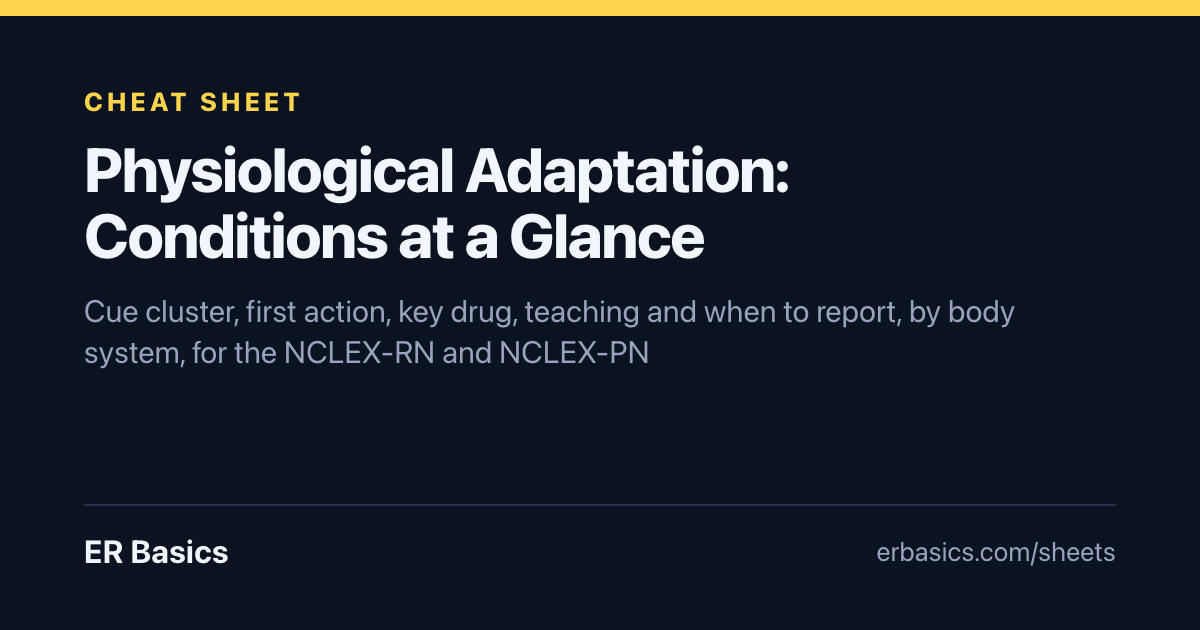 CHEAT SHEET
Physiological Adaptation:
Conditions at a Glance
Cue cluster, first action, key drug, teaching and when to report, by body
system, for the NCLEX-RN and NCLEX-PN
ER Basics
erbasics.com/sheets